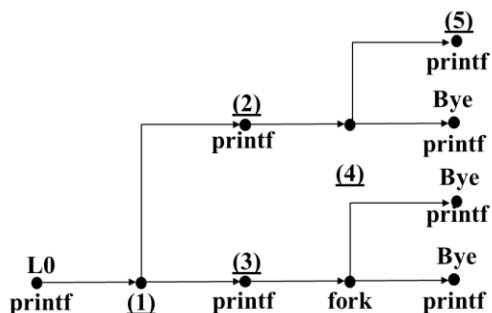 (5)
printf
(2) Bye
printf printf
(4) Bye
printf
L0 (3) Bye
printf (1) printf fork printf